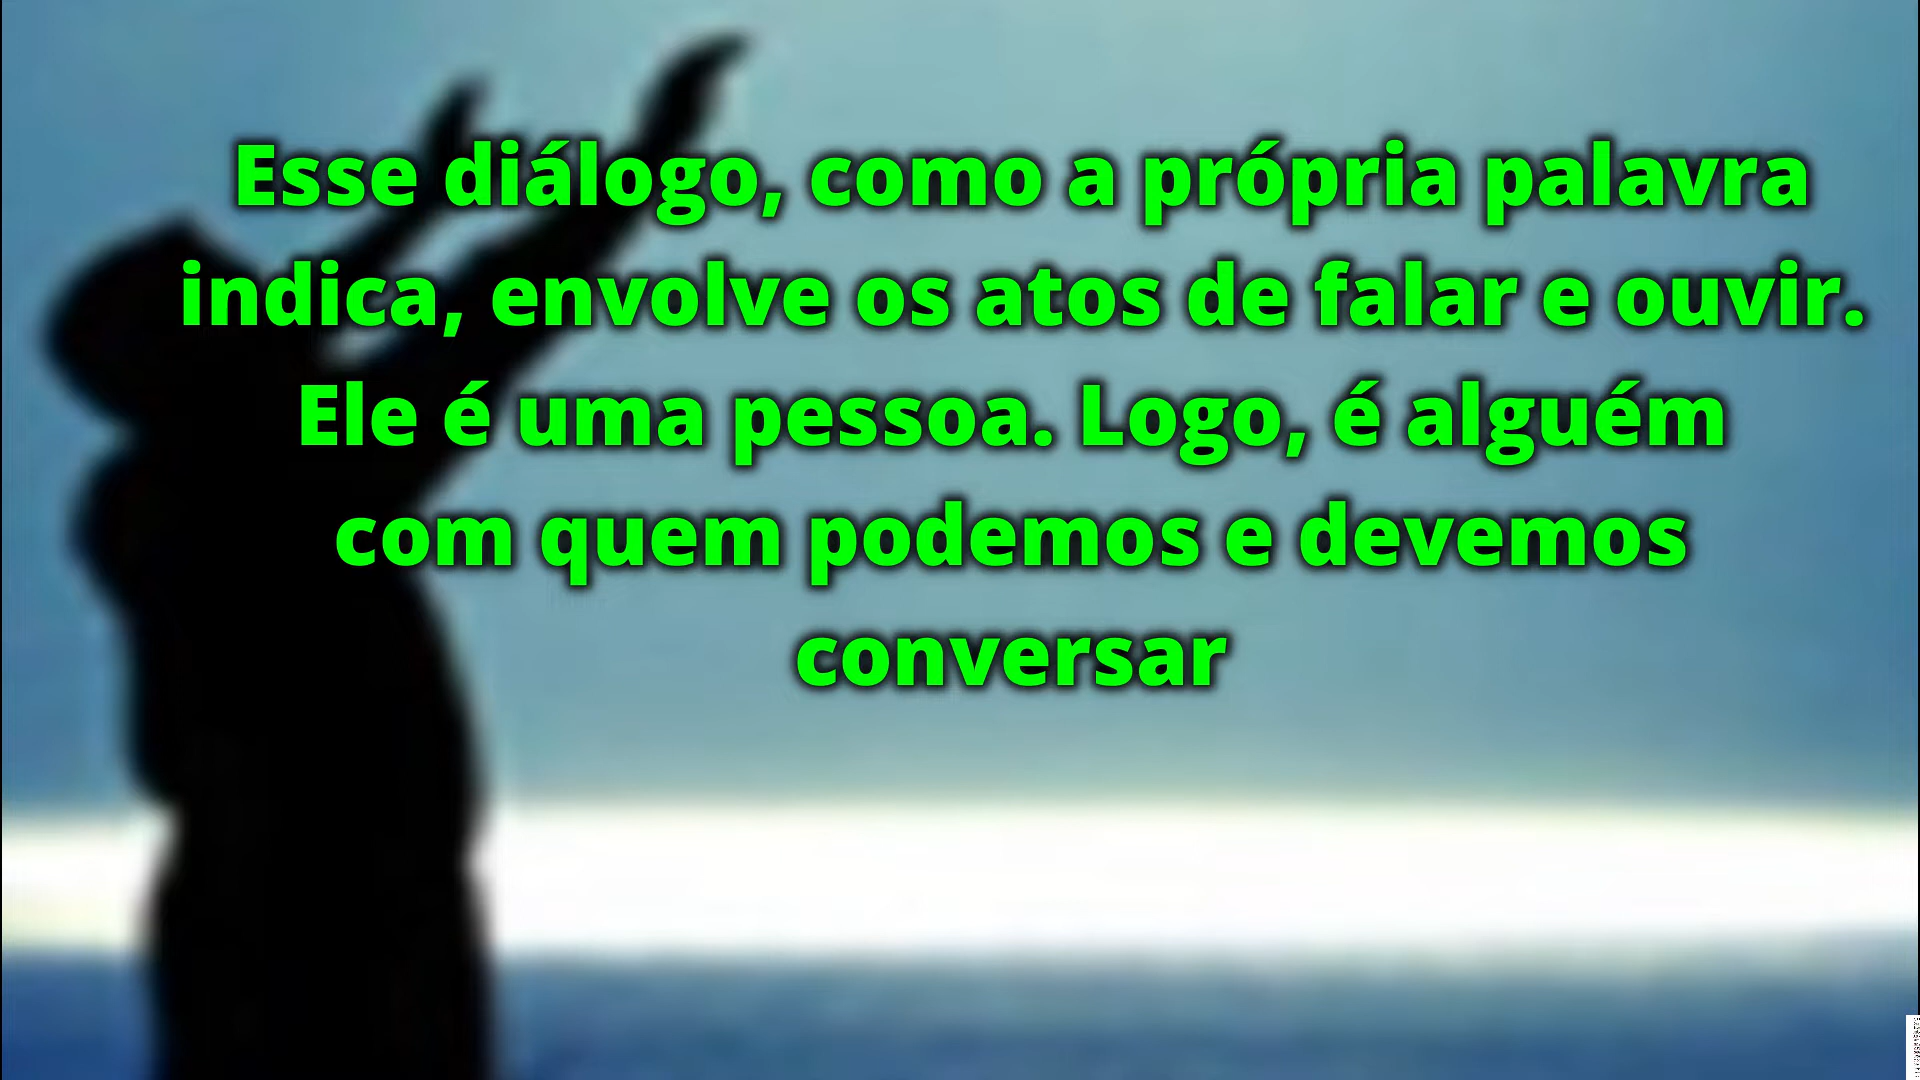 Esse diálogo, como a própria palavra
indica, envolve os atos de falar e ouvir.
Ele é uma pessoa. Logo, é alguém
com quem podemos e devemos
conversar